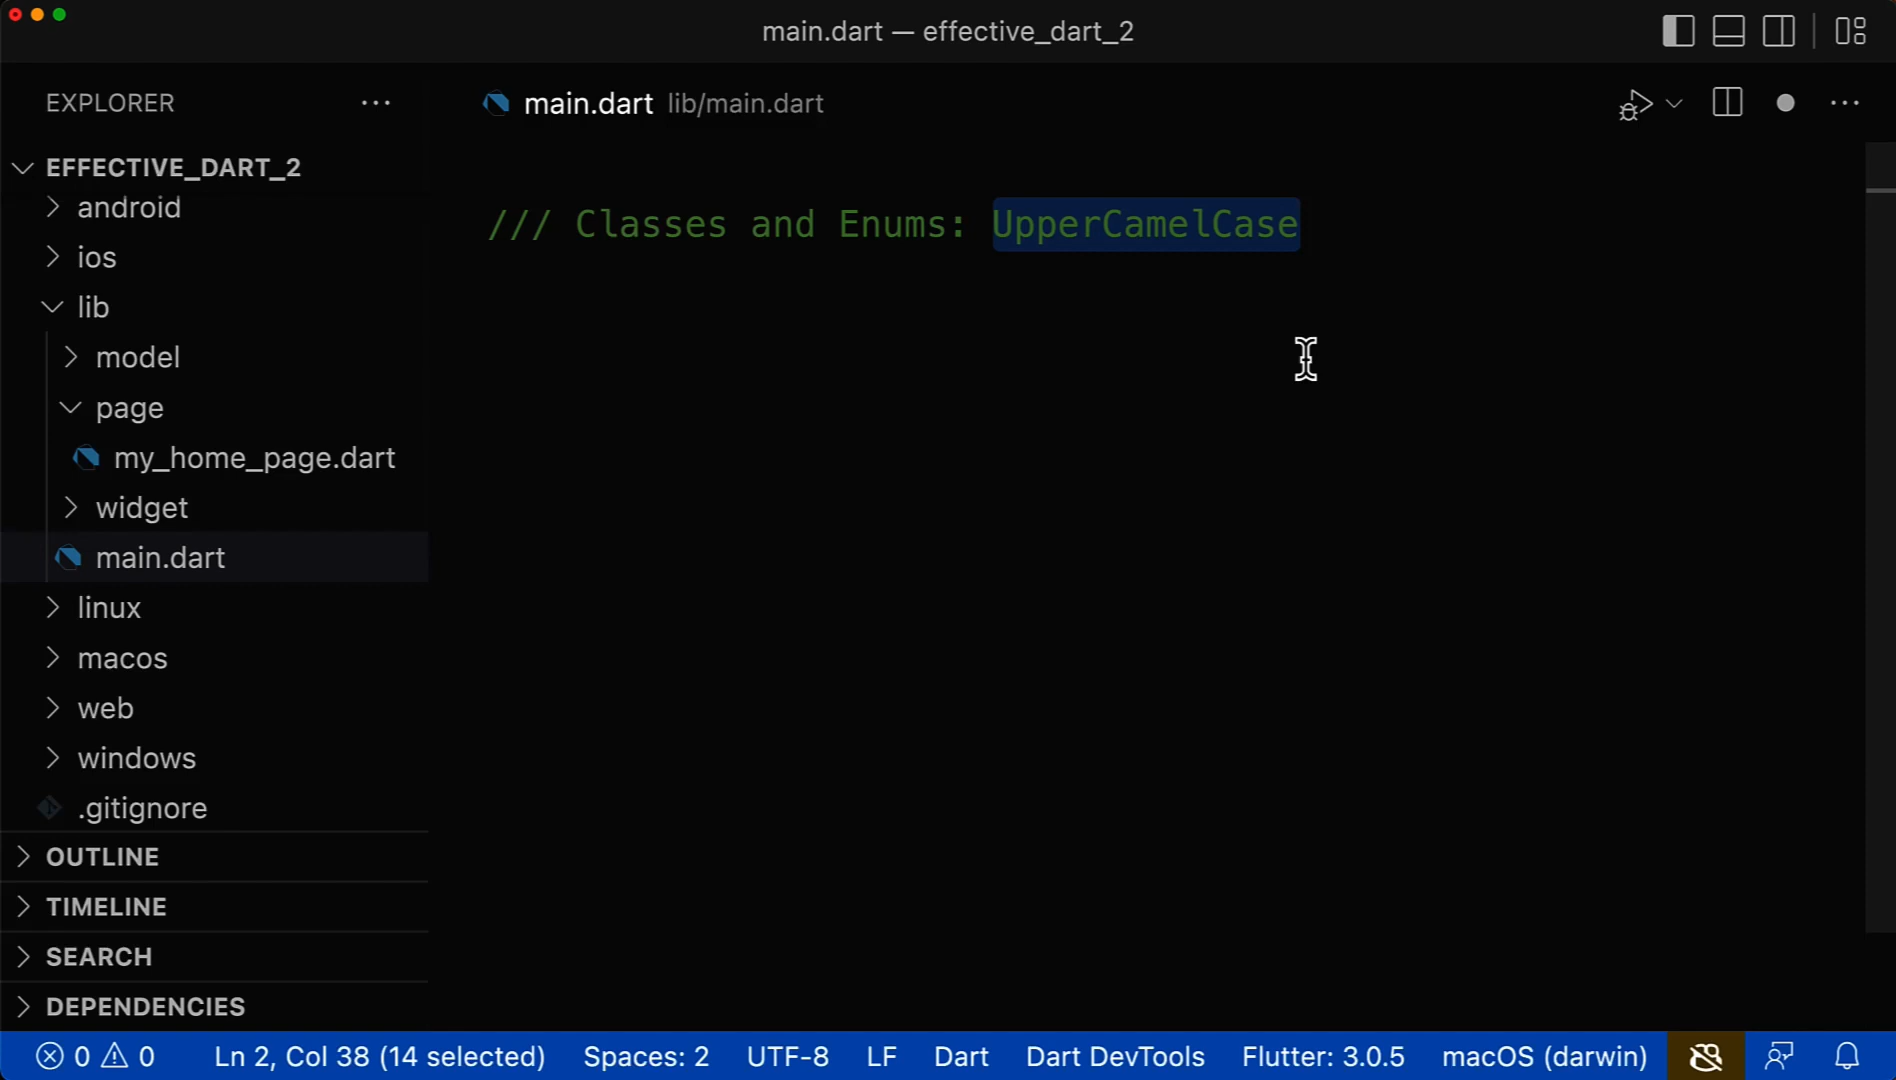 main.dart — effective_dart_2
EXPLORER
main.dart lib/main.dart
EFFECTIVE_DART_2
android
/// Classes and Enums: UpperCamelCase
ios
lib
model
page
my_home_page.dart
widget
main.dart
linux
macos
web
windows
.gitignore
OUTLINE
TIMELINE
SEARCH
DEPENDENCIES
0 0 Ln 2, Col 38 (14 selected) Spaces: 2 UTF-8 LF Dart Dart DevTools Flutter: 3.0.5 macOS (darwin)